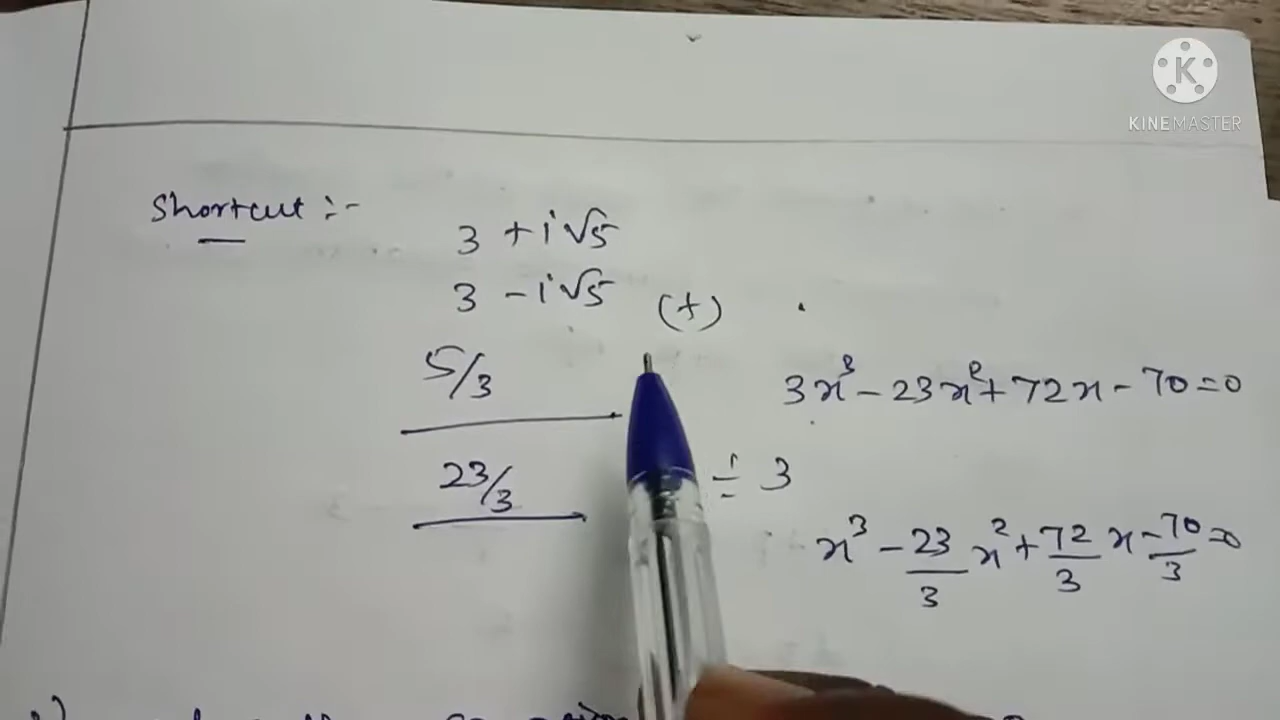 K
KINEMASTER
Shortcut :-
3 + i√5
3 - i√5 (+)
5/3
3x³ - 23x² + 72x - 70 = 0
23/3
÷ 3
x³ - 23/3 x² + 72/3 x - 70/3 = 0